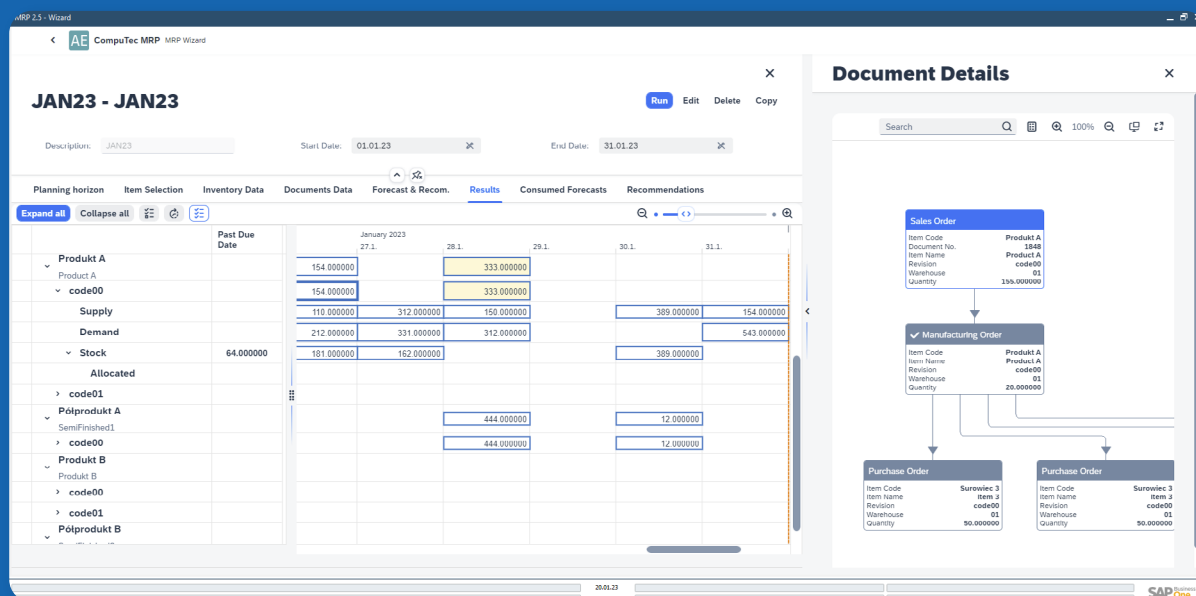 MRP 2.5 - Wizard
AE CompuTec MRP MRP Wizard
JAN23 - JAN23
Run Edit Delete Copy
Description: JAN23 Start Date: 01.01.23 End Date: 31.01.23
Planning horizon Item Selection Inventory Data Documents Data Forecast & Recom. Results Consumed Forecasts Recommendations
Expand all Collapse all
Past Due Date
January 2023
27.1. 28.1. 29.1. 30.1. 31.1.
Produkt A 154.000000 333.000000
Product A
code00 154.000000 333.000000
Supply 110.000000 312.000000 150.000000 389.000000 154.000000
Demand 212.000000 331.000000 312.000000 543.000000
Stock 64.000000 181.000000 162.000000 389.000000
Allocated
code01
Półprodukt A 444.000000 12.000000
SemiFinished1
code00 444.000000 12.000000
Produkt B
Produkt B
code00
code01
Półprodukt B
20.01.23
Document Details
Search 100%
Sales Order
Item Code Produkt A
Document No. 1848
Item Name Product A
Revision code00
Warehouse 01
Quantity 155.000000
Manufacturing Order
Item Code Produkt A
Item Name Product A
Revision code00
Warehouse 01
Quantity 20.000000
Purchase Order
Item Code Surowiec 3
Item Name Item 3
Revision code00
Warehouse 01
Quantity 50.000000
Purchase Order
Item Code Surowiec 3
Item Name Item 3
Revision code00
Warehouse 01
Quantity 50.000000
SAP Business
One